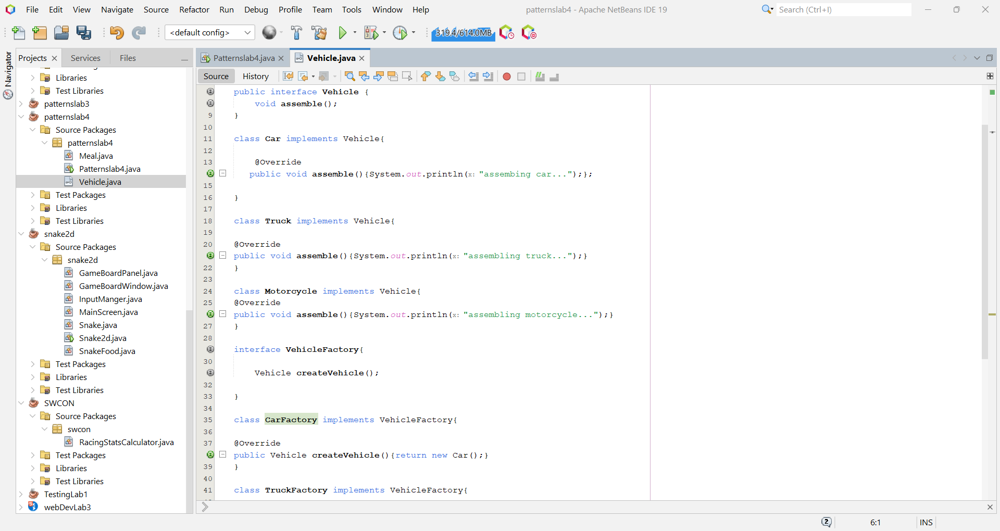 File Edit View Navigate Source Refactor Run Debug Profile Team Tools Window Help
patternslab4 - Apache NetBeans IDE 19
Search (Ctrl+I)
<default config>
319.4/614.0MB
Navigator
Projects
Services
Files
Libraries
Test Libraries
patternslab3
patternslab4
Source Packages
patternslab4
Meal.java
Patternslab4.java
Vehicle.java
Test Packages
Libraries
Test Libraries
snake2d
Source Packages
snake2d
GameBoardPanel.java
GameBoardWindow.java
InputManger.java
MainScreen.java
Snake.java
Snake2d.java
SnakeFood.java
Test Packages
Libraries
Test Libraries
SWCON
Source Packages
swcon
RacingStatsCalculator.java
Test Packages
Libraries
Test Libraries
TestingLab1
webDevLab3
Patternslab4.java
Vehicle.java
Source
History
public interface Vehicle {
void assemble();
9 }
10
11 class Car implements Vehicle{
12
13 @Override
public void assemble(){System.out.println(x: "assembing car...");};
15
16 }
17
18 class Truck implements Vehicle{
19
20 @Override
public void assemble(){System.out.println(x: "assembling truck...");}
22 }
23
24 class Motorcycle implements Vehicle{
25 @Override
public void assemble(){System.out.println(x: "assembling motorcycle...");}
27 }
28
interface VehicleFactory{
30
Vehicle createVehicle();
32
33 }
34
35 class CarFactory implements VehicleFactory{
36
37 @Override
public Vehicle createVehicle(){return new Car();}
39 }
40
41 class TruckFactory implements VehicleFactory{
2
6:1
INS